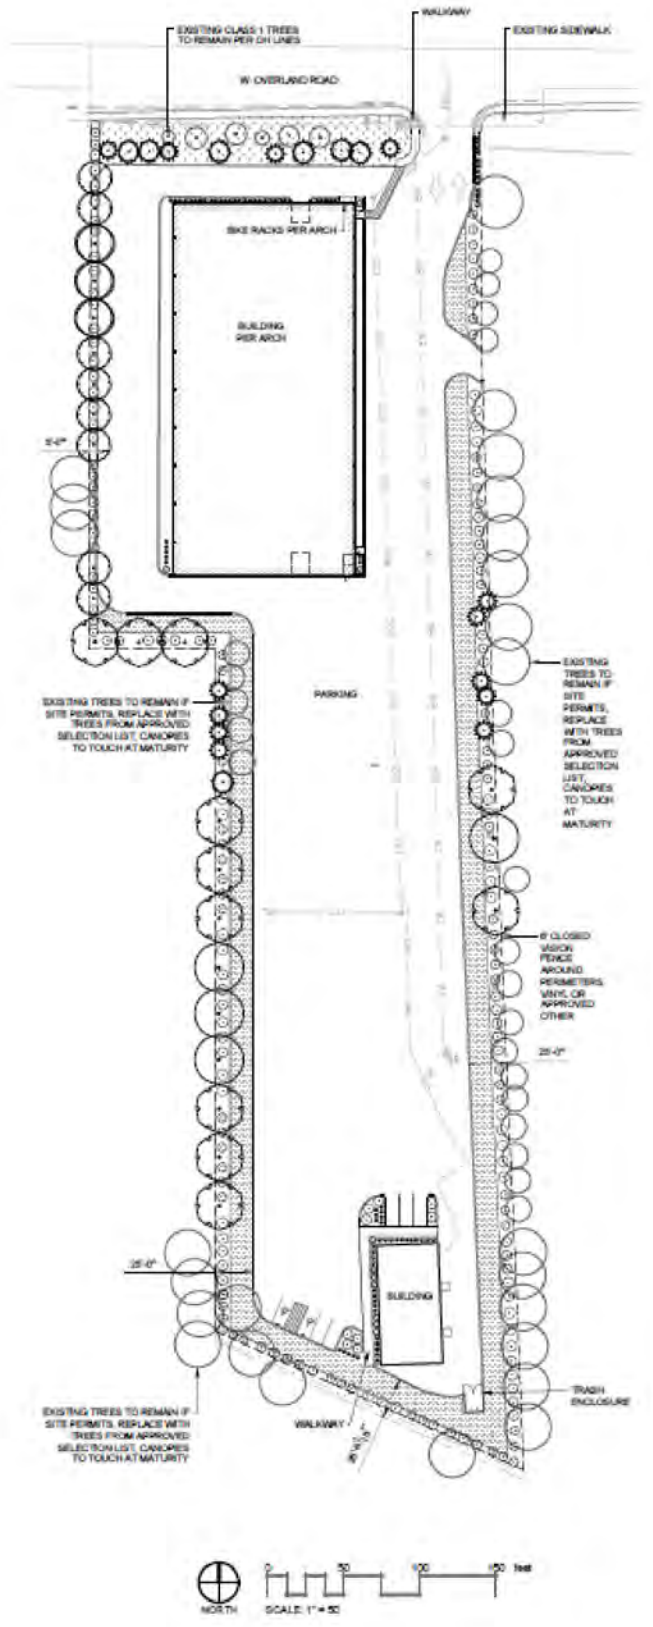 WALKWAY
EXISTING CLASS 1 TREES
TO REMAIN PER OH LINES
EXISTING SIDEWALK
W. OVERLAND ROAD
BIKE RACKS PER ARCH
BUILDING
PER ARCH
5'-0"
PARKING
EXISTING TREES TO REMAIN IF
SITE PERMITS, REPLACE WITH
TREES FROM APPROVED
SELECTION LIST, CANOPIES
TO TOUCH AT MATURITY
EXISTING
TREES TO
REMAIN IF
SITE
PERMITS,
REPLACE
WITH TREES
FROM
APPROVED
SELECTION
LIST,
CANOPIES
TO TOUCH
AT
MATURITY
6' CLOSED
VISION
FENCE
AROUND
PERIMETERS,
VINYL OR
APPROVED
OTHER
25'-0"
25'-0"
BUILDING
TRASH
ENCLOSURE
WALKWAY
EXISTING TREES TO REMAIN IF
SITE PERMITS, REPLACE WITH
TREES FROM APPROVED
SELECTION LIST, CANOPIES
TO TOUCH AT MATURITY
0 50 100 150 feet
NORTH
SCALE: 1" = 50'